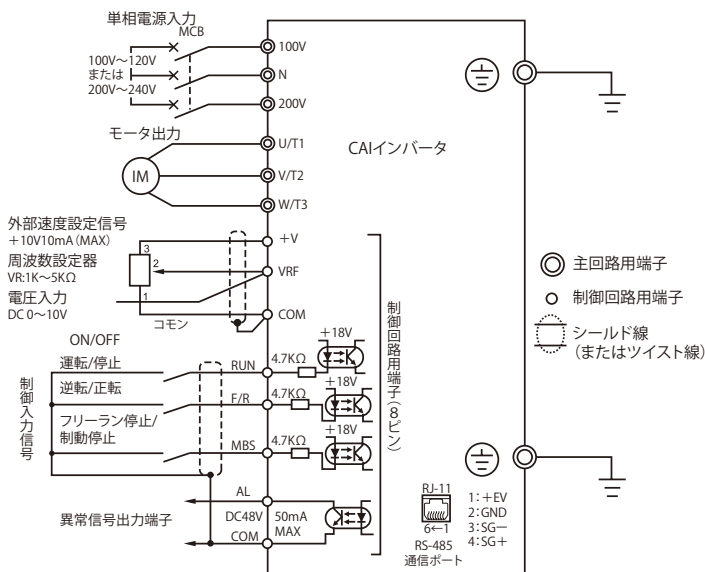 単相電源入力
MCB
100V～120V
または
200V～240V
100V
N
200V
モータ出力
IM
U/T1
V/T2
W/T3
CAIインバータ
外部速度設定信号
＋10V10mA(MAX)
周波数設定器
VR:1K～5KΩ
電圧入力
DC 0～10V
3
2
1
コモン
+V
VRF
COM
ON/OFF
運転/停止
逆転/正転
フリーラン停止/
制動停止
制御入力信号
RUN
F/R
MBS
4.7KΩ
+18V
4.7KΩ
+18V
4.7KΩ
+18V
制御回路用端子(8ピン)
異常信号出力端子
AL
DC48V
50mA
MAX
COM
主回路用端子
制御回路用端子
シールド線
(またはツイスト線)
RJ-11
6←1
RS-485
通信ポート
1:+EV
2:GND
3:SG－
4:SG+